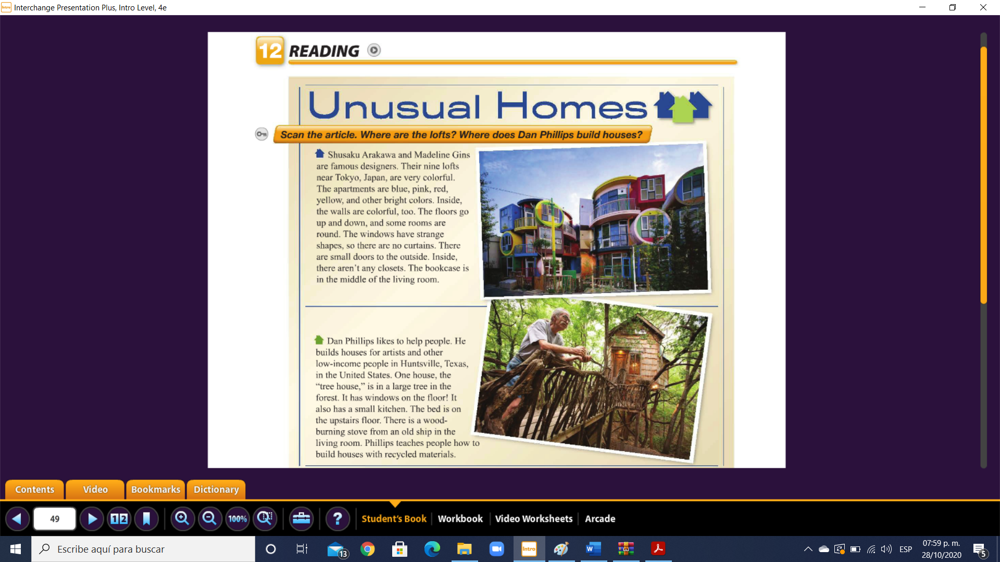 Intro
Interchange Presentation Plus, Intro Level, 4e
12 READING
Unusual Homes
Scan the article. Where are the lofts? Where does Dan Phillips build houses?
Shusaku Arakawa and Madeline Gins
are famous designers. Their nine lofts
near Tokyo, Japan, are very colorful.
The apartments are blue, pink, red,
yellow, and other bright colors. Inside,
the walls are colorful, too. The floors go
up and down, and some rooms are
round. The windows have strange
shapes, so there are no curtains. There
are small doors to the outside. Inside,
there aren't any closets. The bookcase is
in the middle of the living room.
Dan Phillips likes to help people. He
builds houses for artists and other
low-income people in Huntsville, Texas,
in the United States. One house, the
“tree house,” is in a large tree in the
forest. It has windows on the floor! It
also has a small kitchen. The bed is on
the upstairs floor. There is a wood-
burning stove from an old ship in the
living room. Phillips teaches people how to
build houses with recycled materials.
Contents Video Bookmarks Dictionary
49 12 100% ? Student's Book Workbook Video Worksheets Arcade
Escribe aquí para buscar
13
Intro
W
ESP
07:59 p. m.
28/10/2020
5